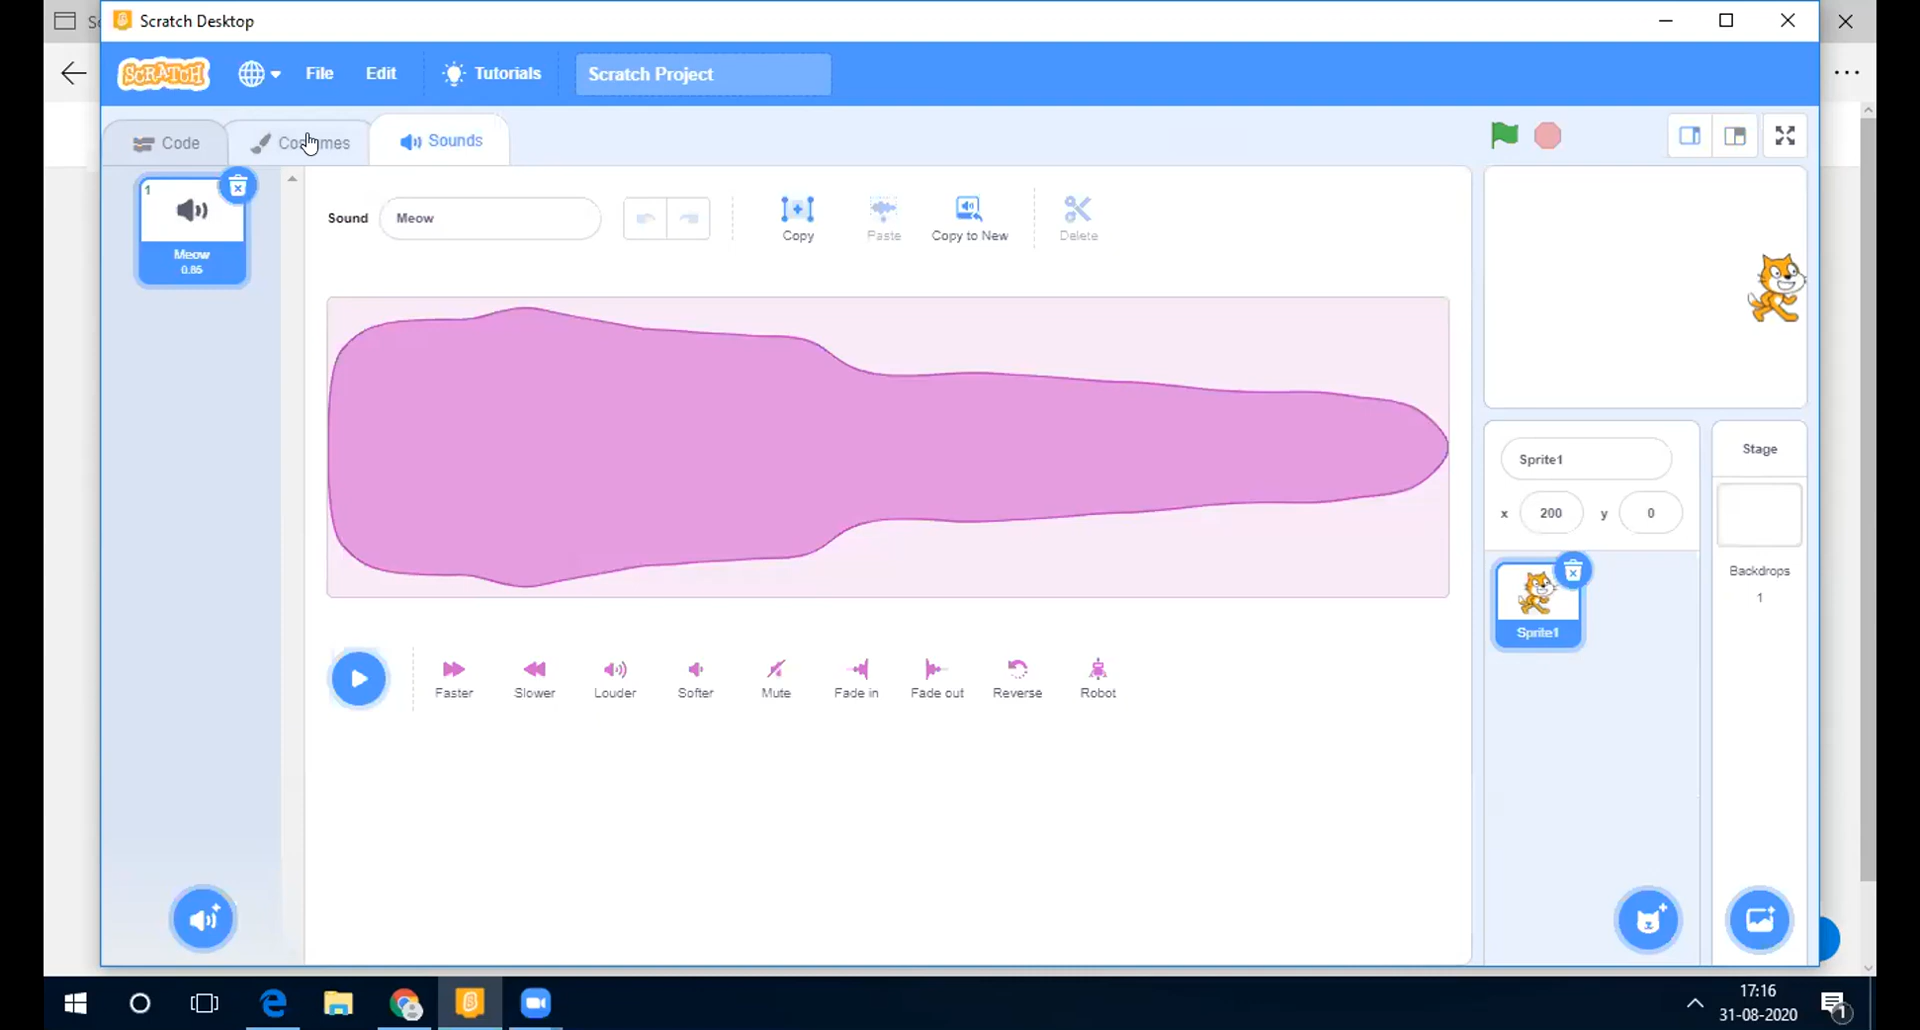 Scratch Desktop
SCRATCH File Edit Tutorials Scratch Project
Code Costumes Sounds
1
Meow
0.85
Sound Meow
Copy Paste Copy to New Delete
Faster Slower Louder Softer Mute Fade in Fade out Reverse Robot
Sprite1
x 200 y 0
Sprite1
Stage
Backdrops
1
17:16
31-08-2020
1